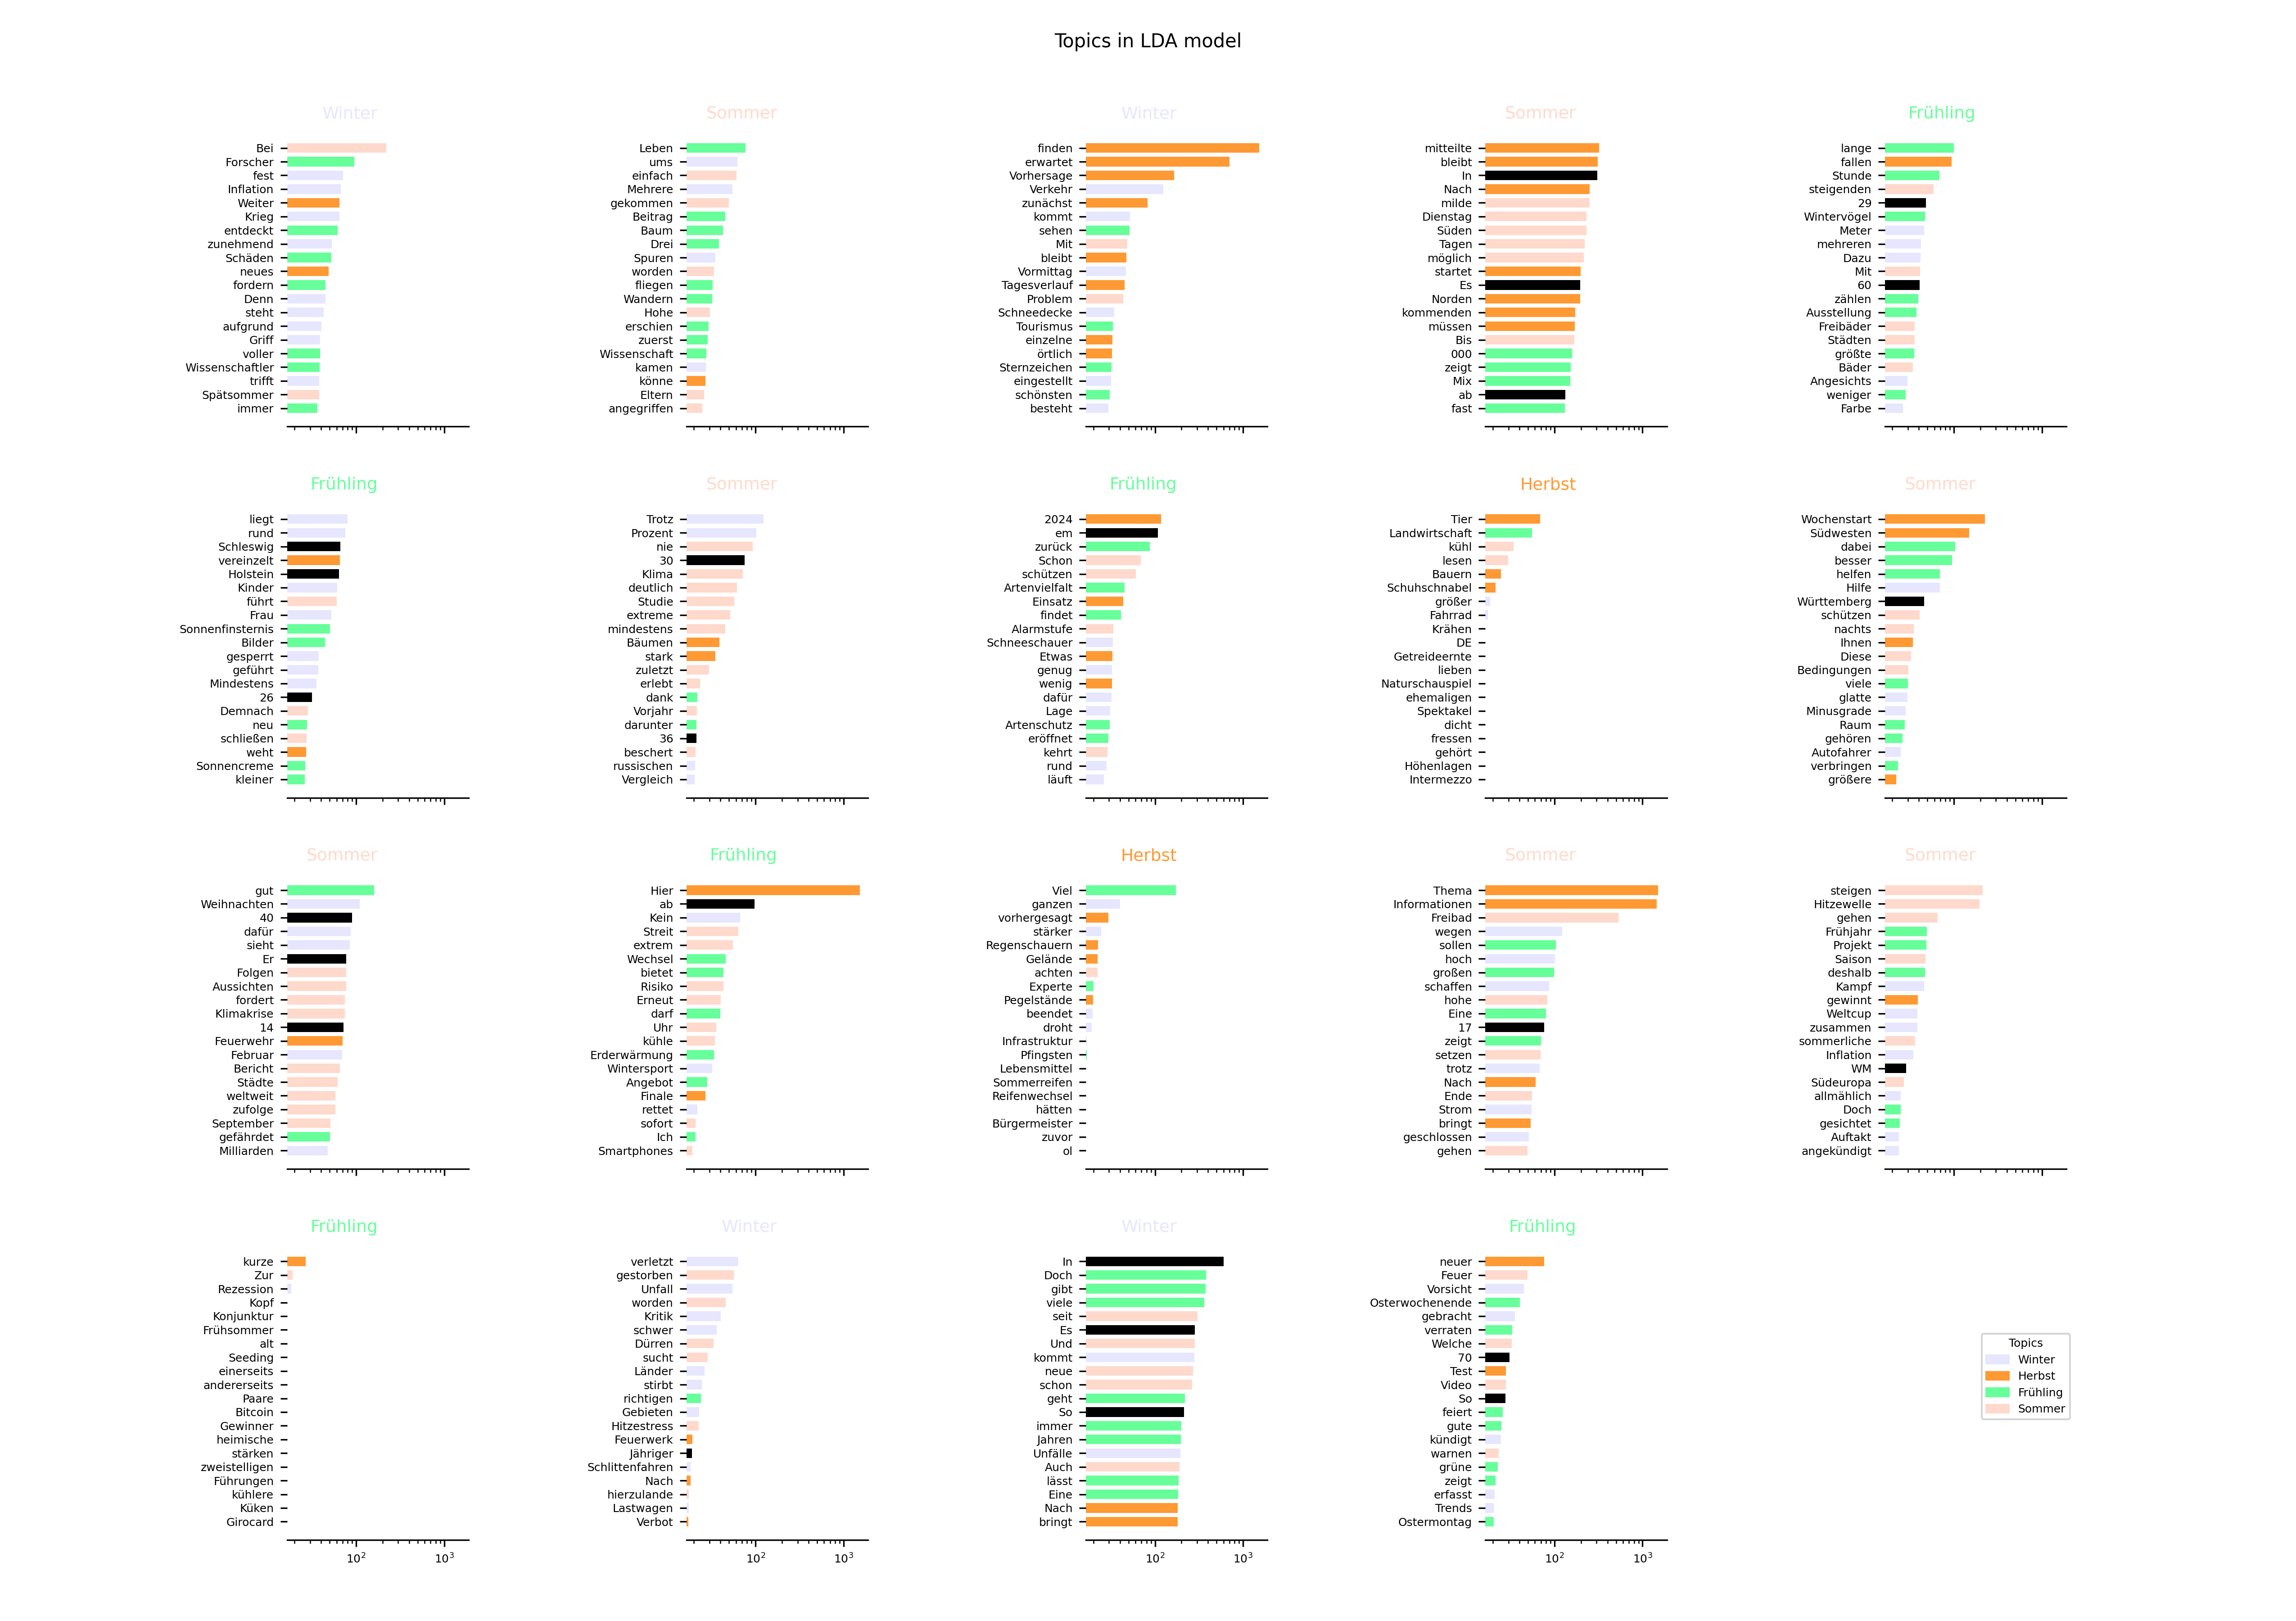 Topics in LDA model
Winter
Bei
Forscher
fest
Inflation
Weiter
Krieg
entdeckt
zunehmend
Schäden
neues
fordern
Denn
steht
aufgrund
Griff
voller
Wissenschaftler
trifft
Spätsommer
immer
Sommer
Leben
ums
einfach
Mehrere
gekommen
Beitrag
Baum
Drei
Spuren
worden
fliegen
Wandern
Hohe
erschien
zuerst
Wissenschaft
kamen
könne
Eltern
angegriffen
Winter
finden
erwartet
Vorhersage
Verkehr
zunächst
kommt
sehen
Mit
bleibt
Vormittag
Tagesverlauf
Problem
Schneedecke
Tourismus
einzelne
örtlich
Sternzeichen
eingestellt
schönsten
besteht
Sommer
mitteilte
bleibt
In
Nach
milde
Dienstag
Süden
Tagen
möglich
startet
Es
Norden
kommenden
müssen
Bis
000
zeigt
Mix
ab
fast
Frühling
lange
fallen
Stunde
steigenden
29
Wintervögel
Meter
mehreren
Dazu
Mit
60
zählen
Ausstellung
Freibäder
Städten
größte
Bäder
Angesichts
weniger
Farbe
Frühling
liegt
rund
Schleswig
vereinzelt
Holstein
Kinder
führt
Frau
Sonnenfinsternis
Bilder
gesperrt
geführt
Mindestens
26
Demnach
neu
schließen
weht
Sonnencreme
kleiner
Sommer
Trotz
Prozent
nie
30
Klima
deutlich
Studie
extreme
mindestens
Bäumen
stark
zuletzt
erlebt
dank
Vorjahr
darunter
36
beschert
russischen
Vergleich
Frühling
2024
em
zurück
Schon
schützen
Artenvielfalt
Einsatz
findet
Alarmstufe
Schneeschauer
Etwas
genug
wenig
dafür
Lage
Artenschutz
eröffnet
kehrt
rund
läuft
Herbst
Tier
Landwirtschaft
kühl
lesen
Bauern
Schuhschnabel
größer
Fahrrad
Krähen
DE
Getreideernte
lieben
Naturschauspiel
ehemaligen
Spektakel
dicht
fressen
gehört
Höhenlagen
Intermezzo
Sommer
Wochenstart
Südwesten
dabei
besser
helfen
Hilfe
Württemberg
schützen
nachts
Ihnen
Diese
Bedingungen
viele
glatte
Minusgrade
Raum
gehören
Autofahrer
verbringen
größere
Sommer
gut
Weihnachten
40
dafür
sieht
Er
Folgen
Aussichten
fordert
Klimakrise
14
Feuerwehr
Februar
Bericht
Städte
weltweit
zufolge
September
gefährdet
Milliarden
Frühling
Hier
ab
Kein
Streit
extrem
Wechsel
bietet
Risiko
Erneut
darf
Uhr
kühle
Erderwärmung
Wintersport
Angebot
Finale
rettet
sofort
Ich
Smartphones
Herbst
Viel
ganzen
vorhergesagt
stärker
Regenschauern
Gelände
achten
Experte
Pegelstände
beendet
droht
Infrastruktur
Pfingsten
Lebensmittel
Sommerreifen
Reifenwechsel
hätten
Bürgermeister
zuvor
ol
Sommer
Thema
Informationen
Freibad
wegen
sollen
hoch
großen
schaffen
hohe
Eine
17
zeigt
setzen
trotz
Nach
Ende
Strom
bringt
geschlossen
gehen
Sommer
steigen
Hitzewelle
gehen
Frühjahr
Projekt
Saison
deshalb
Kampf
gewinnt
Weltcup
zusammen
sommerliche
Inflation
WM
Südeuropa
allmählich
Doch
gesichtet
Auftakt
angekündigt
Frühling
kurze
Zur
Rezession
Kopf
Konjunktur
Frühsommer
alt
Seeding
einerseits
andererseits
Paare
Bitcoin
Gewinner
heimische
stärken
zweistelligen
Führungen
kühlere
Küken
Girocard
10² 10³
Winter
verletzt
gestorben
Unfall
worden
Kritik
schwer
Dürren
sucht
Länder
stirbt
richtigen
Gebieten
Hitzestress
Feuerwerk
Jähriger
Schlittenfahren
Nach
hierzulande
Lastwagen
Verbot
10² 10³
Winter
In
Doch
gibt
viele
seit
Es
Und
kommt
neue
schon
geht
So
immer
Jahren
Unfälle
Auch
lässt
Eine
Nach
bringt
10² 10³
Frühling
neuer
Feuer
Vorsicht
Osterwochenende
gebracht
verraten
Welche
70
Test
Video
So
feiert
gute
kündigt
warnen
grüne
zeigt
erfasst
Trends
Ostermontag
10² 10³
Topics
Winter
Herbst
Frühling
Sommer